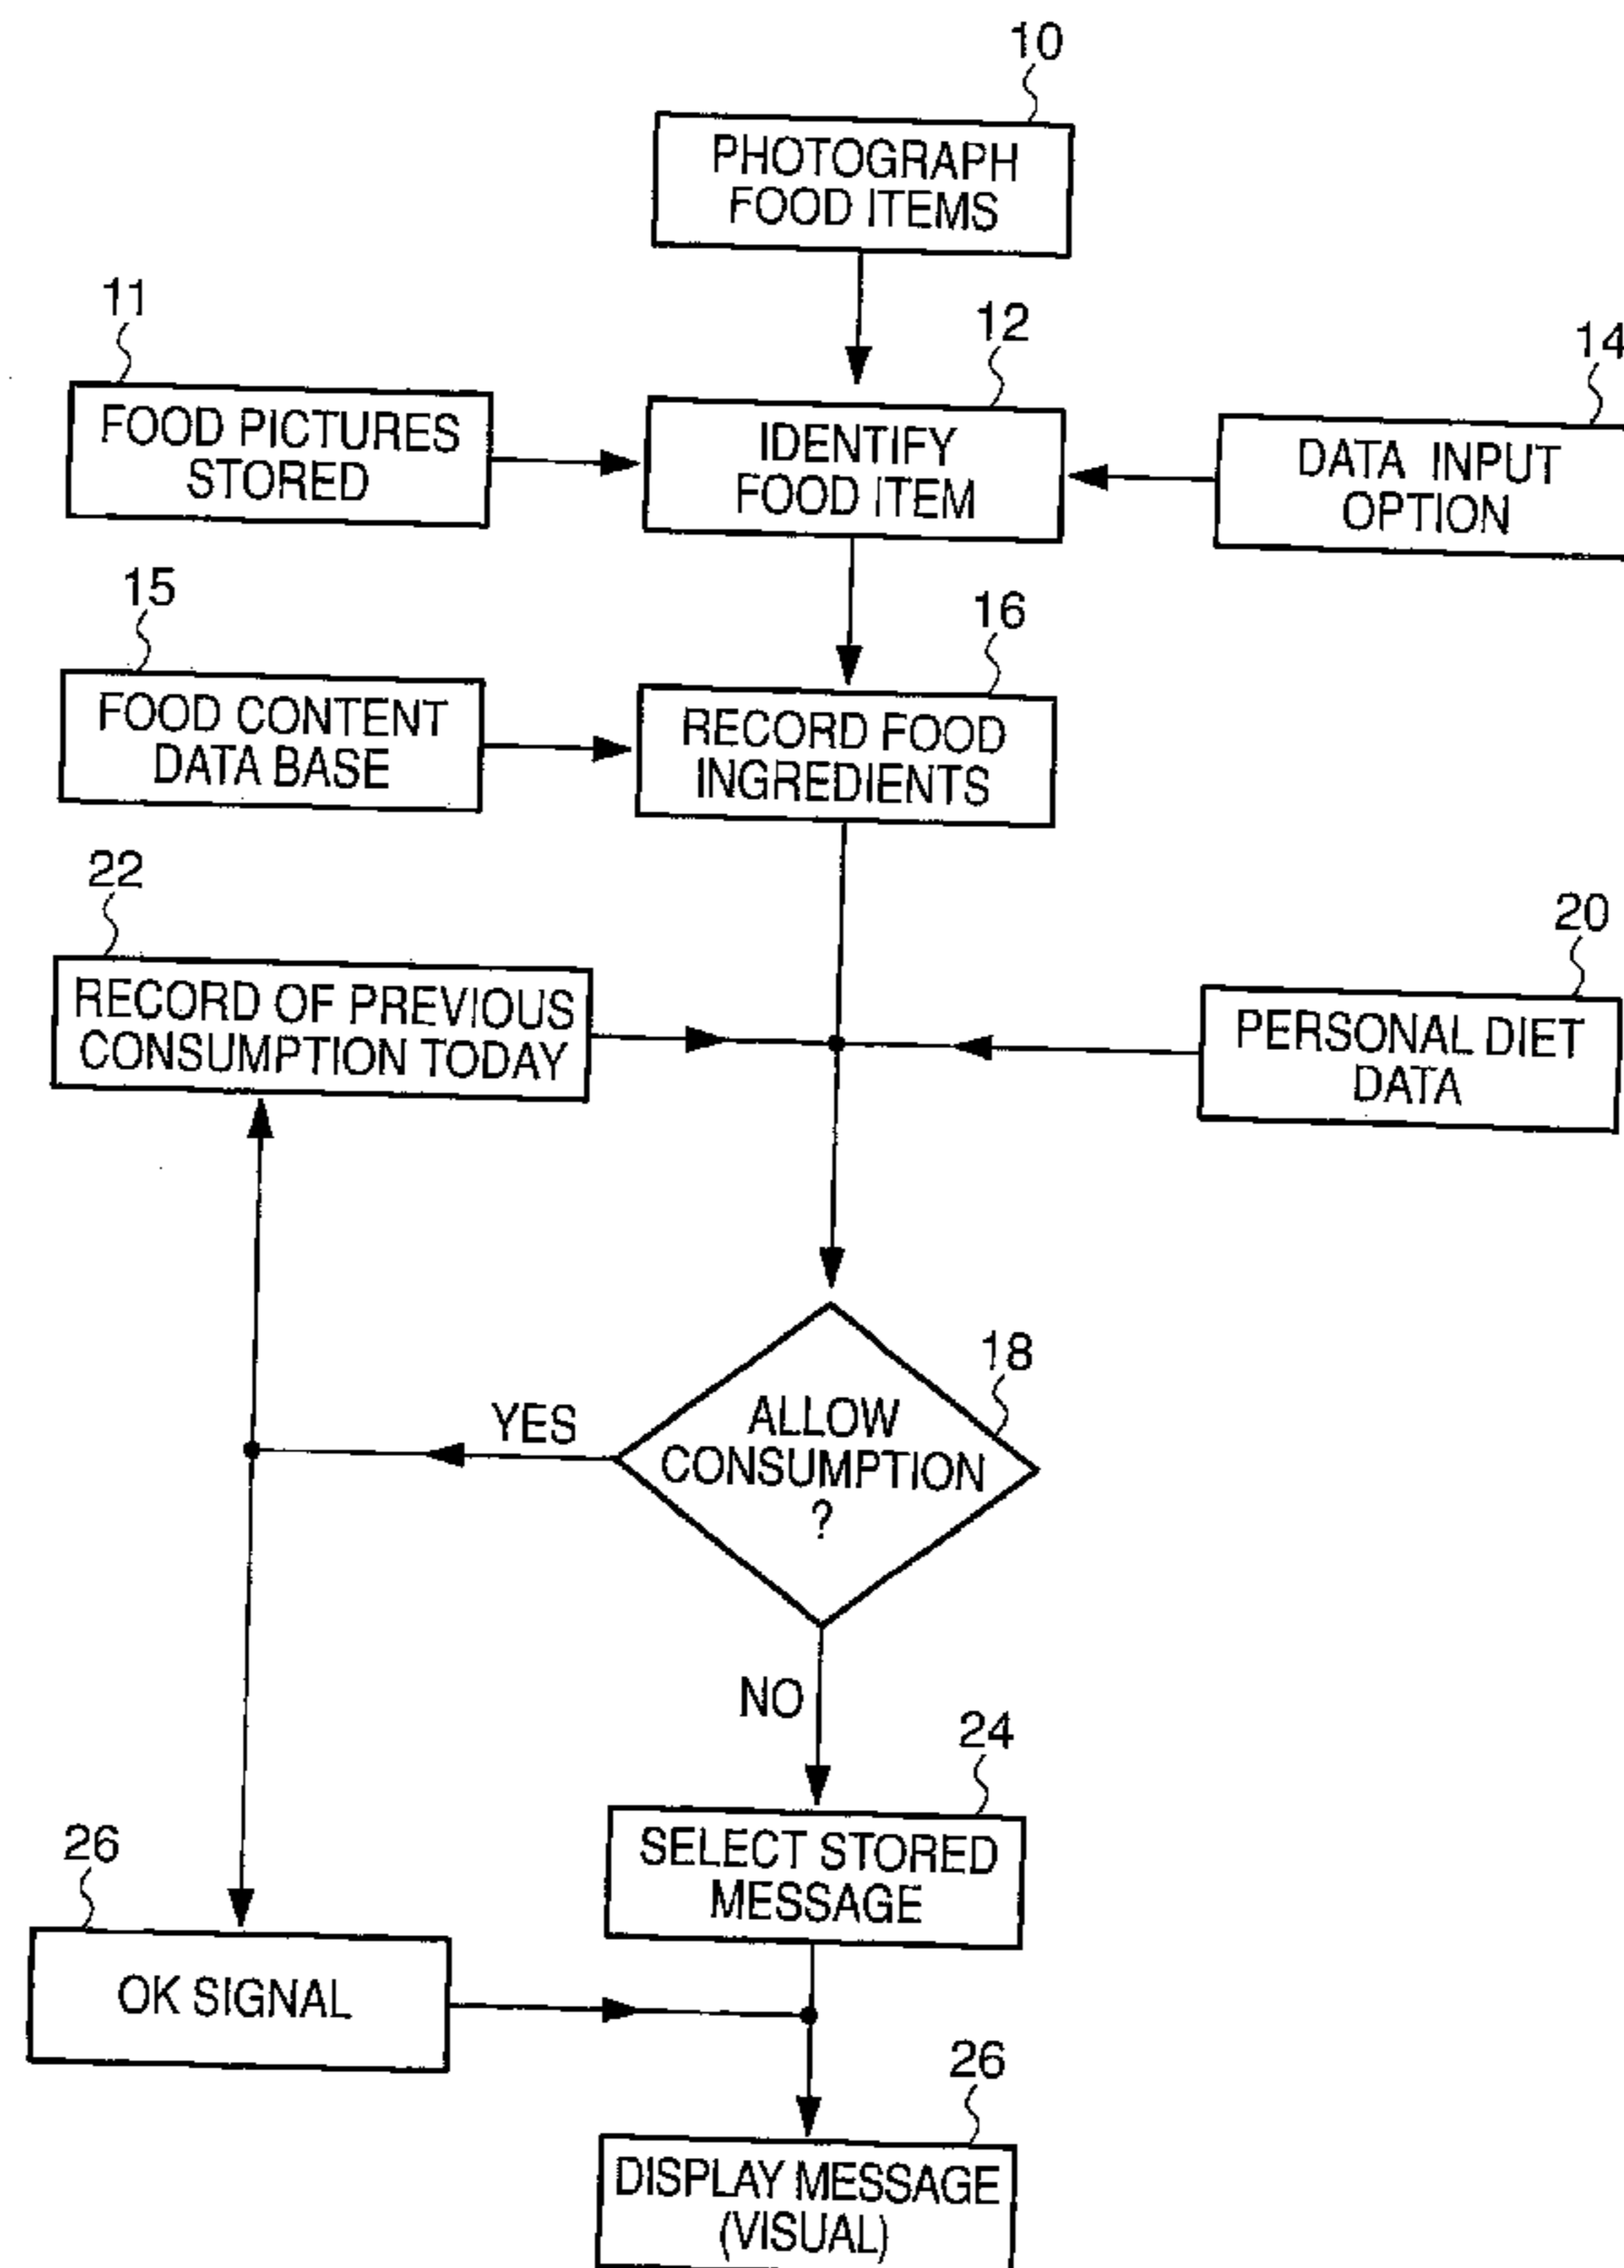 10
PHOTOGRAPH
FOOD ITEMS
11
FOOD PICTURES
STORED
12
IDENTIFY
FOOD ITEM
14
DATA INPUT
OPTION
15
FOOD CONTENT
DATA BASE
16
RECORD FOOD
INGREDIENTS
22
RECORD OF PREVIOUS
CONSUMPTION TODAY
20
PERSONAL DIET
DATA
18
ALLOW
CONSUMPTION
?
YES
NO
24
SELECT STORED
MESSAGE
26
OK SIGNAL
26
DISPLAY MESSAGE
(VISUAL)